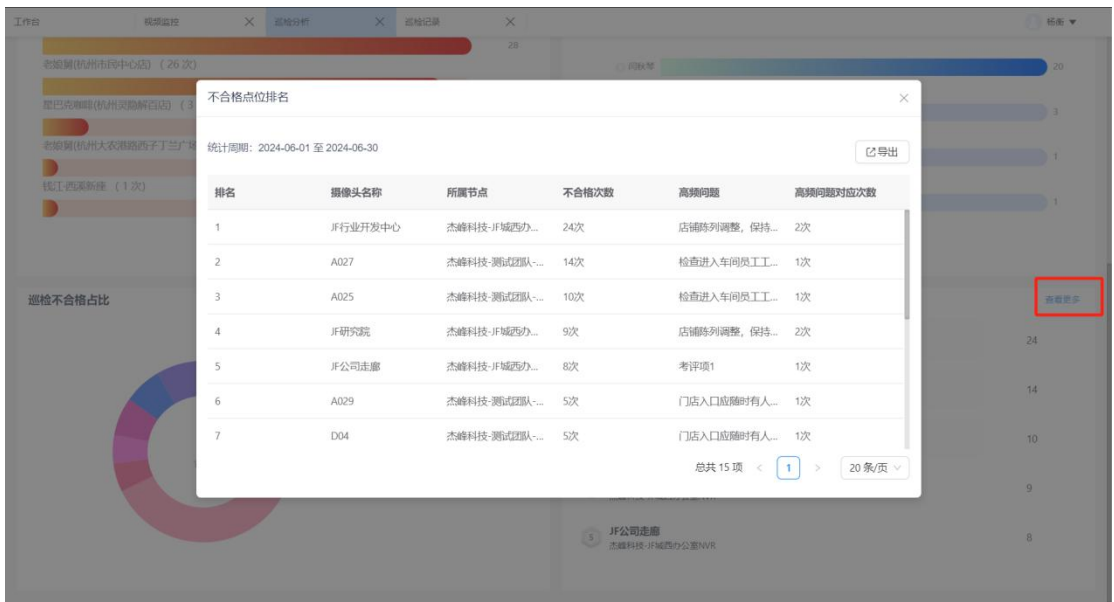 工作台 视频监控 巡检分析 巡检记录 杨衡
28
老娘舅(杭州市民中心店) (26 次)
闵秋琴 20
不合格点位排名
星巴克咖啡(杭州灵隐解百店) (3
3
统计周期: 2024-06-01 至 2024-06-30 导出
老娘舅(杭州大农港路西子丁兰广场
1
排名 摄像头名称 所属节点 不合格次数 高频问题 高频问题对应次数
钱江-西溪新座 (1 次)
1
1 JF行业开发中心 杰峰科技-JF城西办... 24次 店铺陈列调整，保持... 2次
2 A027 杰峰科技-测试团队-... 14次 检查进入车间员工工... 1次
3 A025 杰峰科技-测试团队-... 10次 检查进入车间员工工... 1次
巡检不合格占比 查看更多
4 JF研究院 杰峰科技-JF城西办... 9次 店铺陈列调整，保持... 2次
24
5 JF公司走廊 杰峰科技-JF城西办... 8次 考评项1 1次
14
6 A029 杰峰科技-测试团队-... 5次 门店入口应随时有人... 1次
7 D04 杰峰科技-测试团队-... 5次 门店入口应随时有人... 1次
10
总共 15 项 < 1 > 20 条/页
9
5 JF公司走廊 8
杰峰科技-JF城西办公室NVR